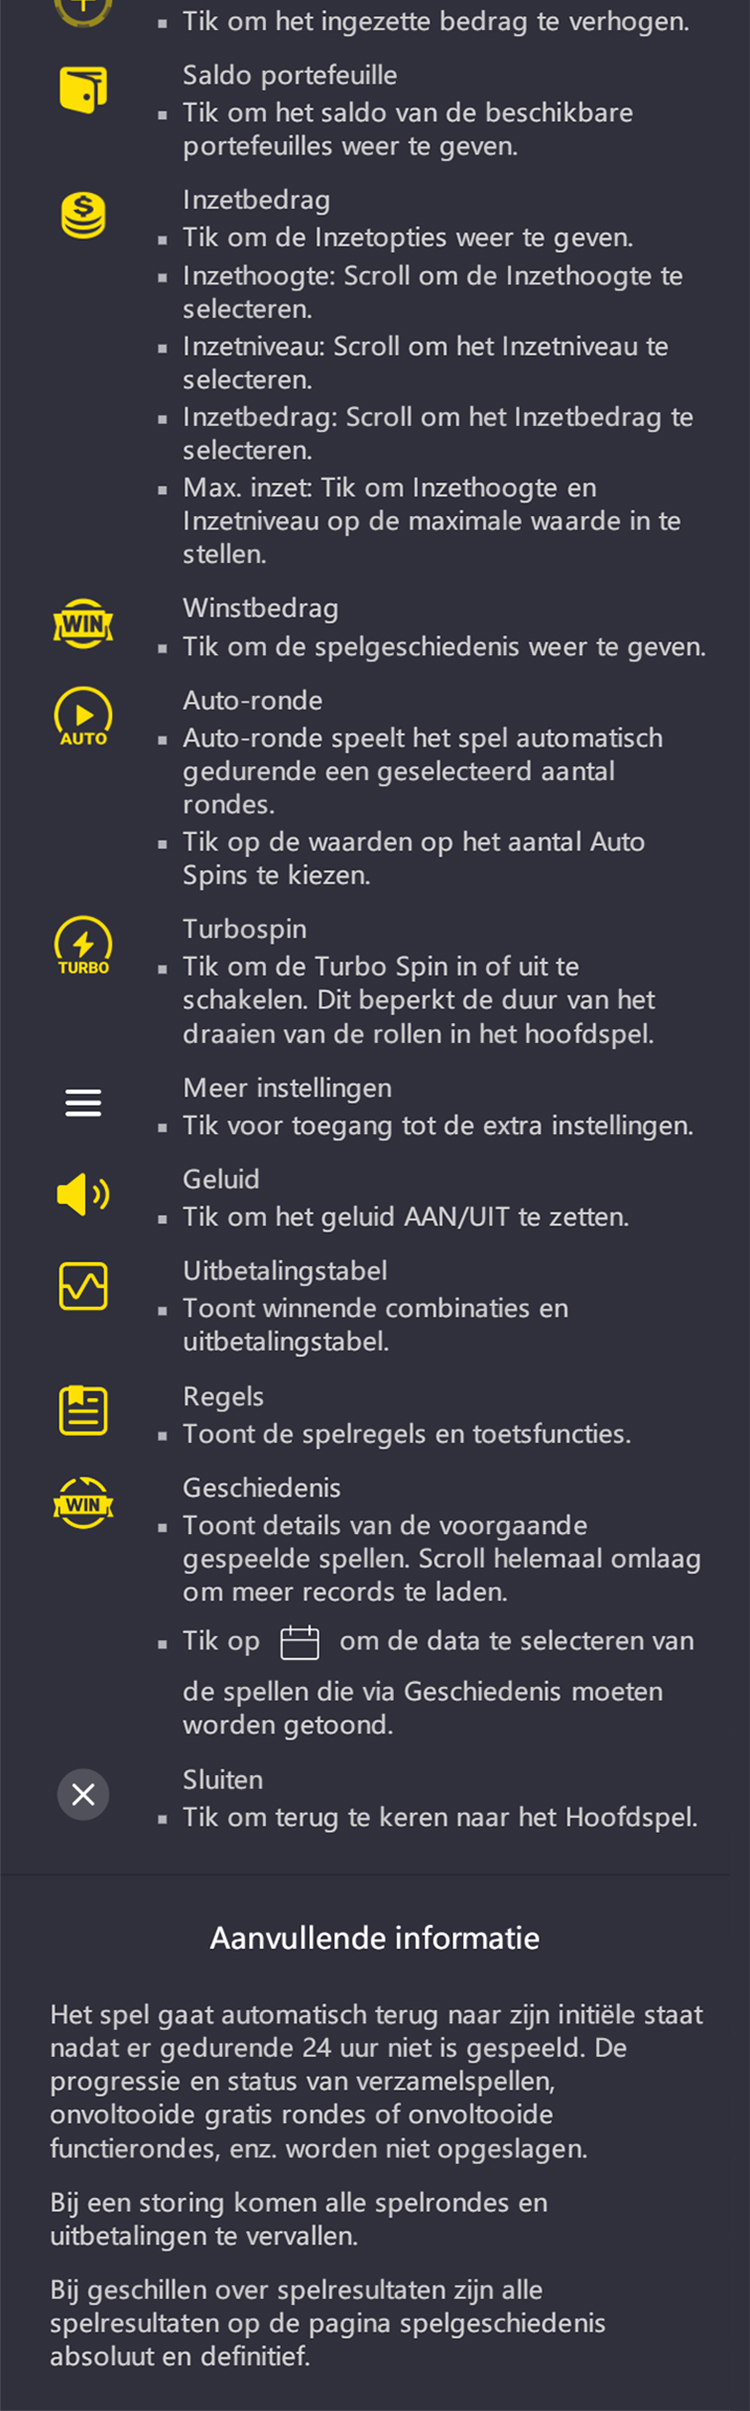 Tik om het ingezette bedrag te verhogen.
Saldo portefeuille
Tik om het saldo van de beschikbare
portefeuilles weer te geven.
$
Inzetbedrag
Tik om de Inzetopties weer te geven.
Inzethoogte: Scroll om de Inzethoogte te
selecteren.
Inzetniveau: Scroll om het Inzetniveau te
selecteren.
Inzetbedrag: Scroll om het Inzetbedrag te
selecteren.
Max. inzet: Tik om Inzethoogte en
Inzetniveau op de maximale waarde in te
stellen.
WIN
Winstbedrag
Tik om de spelgeschiedenis weer te geven.
AUTO
Auto-ronde
Auto-ronde speelt het spel automatisch
gedurende een geselecteerd aantal
rondes.
Tik op de waarden op het aantal Auto
Spins te kiezen.
TURBO
Turbospin
Tik om de Turbo Spin in of uit te
schakelen. Dit beperkt de duur van het
draaien van de rollen in het hoofdspel.
Meer instellingen
Tik voor toegang tot de extra instellingen.
Geluid
Tik om het geluid AAN/UIT te zetten.
Uitbetalingstabel
Toont winnende combinaties en
uitbetalingstabel.
Regels
Toont de spelregels en toetsfuncties.
WIN
Geschiedenis
Toont details van de voorgaande
gespeelde spellen. Scroll helemaal omlaag
om meer records te laden.
Tik op om de data te selecteren van
de spellen die via Geschiedenis moeten
worden getoond.
Sluiten
Tik om terug te keren naar het Hoofdspel.
Aanvullende informatie
Het spel gaat automatisch terug naar zijn initiële staat
nadat er gedurende 24 uur niet is gespeeld. De
progressie en status van verzamelspellen,
onvoltooide gratis rondes of onvoltooide
functierondes, enz. worden niet opgeslagen.
Bij een storing komen alle spelrondes en
uitbetalingen te vervallen.
Bij geschillen over spelresultaten zijn alle
spelresultaten op de pagina spelgeschiedenis
absoluut en definitief.